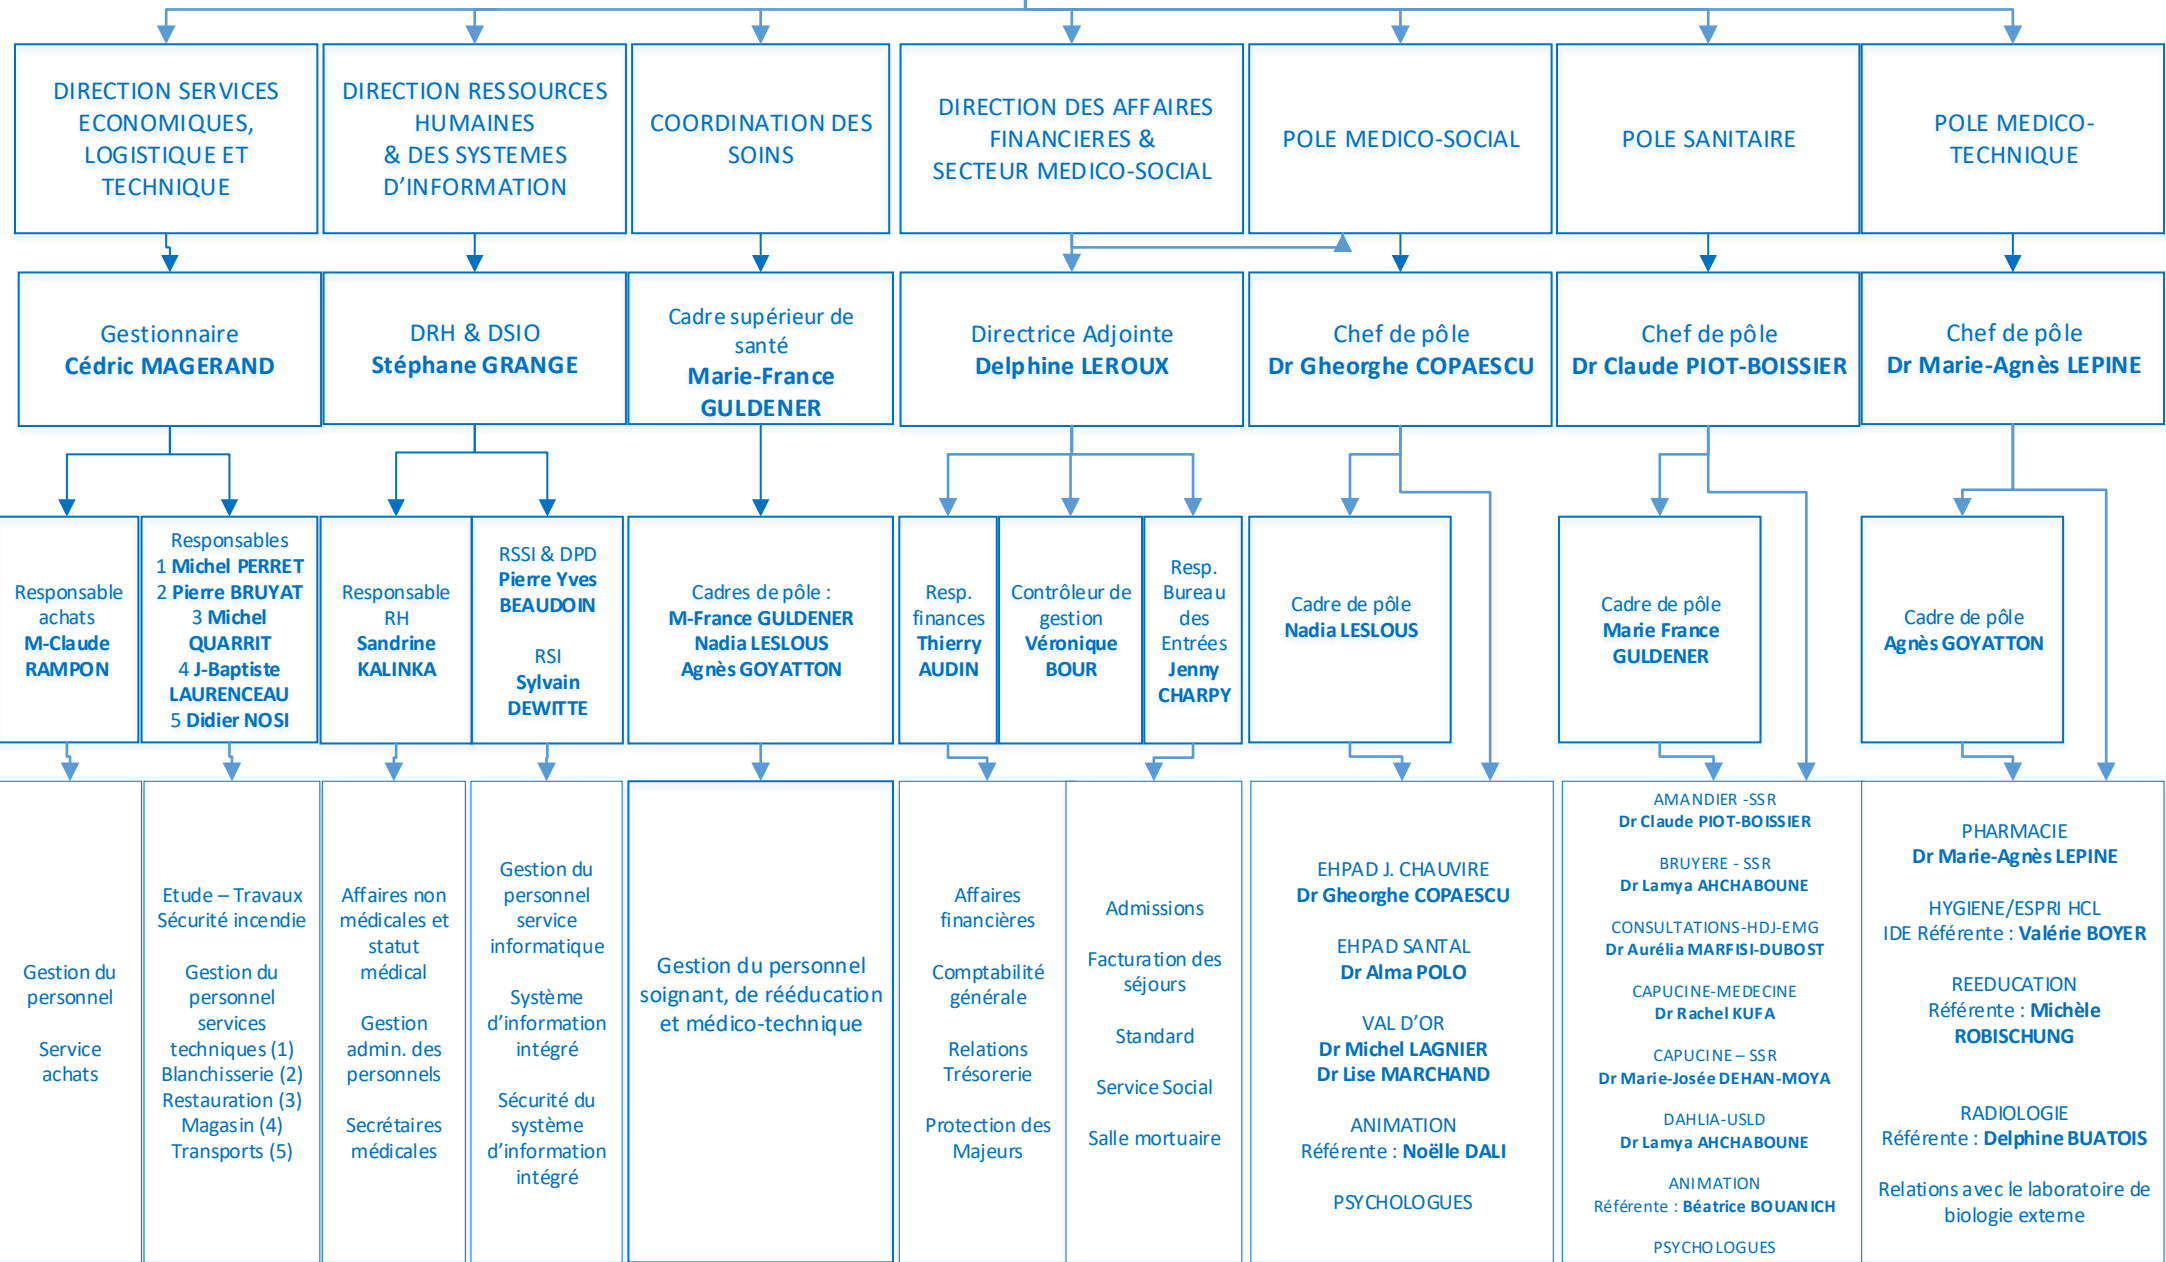 DIRECTION SERVICES
ECONOMIQUES,
LOGISTIQUE ET
TECHNIQUE
DIRECTION RESSOURCES
HUMAINES
& DES SYSTEMES
D’INFORMATION
COORDINATION DES
SOINS
DIRECTION DES AFFAIRES
FINANCIERES &
SECTEUR MEDICO-SOCIAL
POLE MEDICO-SOCIAL
POLE SANITAIRE
POLE MEDICO-
TECHNIQUE
Gestionnaire
Cédric MAGERAND
DRH & DSIO
Stéphane GRANGE
Cadre supérieur de
santé
Marie-France
GULDENER
Directrice Adjointe
Delphine LEROUX
Chef de pôle
Dr Gheorghe COPAESCU
Chef de pôle
Dr Claude PIOT-BOISSIER
Chef de pôle
Dr Marie-Agnès LEPINE
Responsable
achats
M-Claude
RAMPON
Responsables
1 Michel PERRET
2 Pierre BRUYAT
3 Michel
QUARRIT
4 J-Baptiste
LAURENCEAU
5 Didier NOSI
Responsable
RH
Sandrine
KALINKA
RSSI & DPD
Pierre Yves
BEAUDOIN
RSI
Sylvain
DEWITTE
Cadres de pôle :
M-France GULDENER
Nadia LESLOUS
Agnès GOYATTON
Resp.
finances
Thierry
AUDIN
Contrôleur de
gestion
Véronique
BOUR
Resp.
Bureau
des
Entrées
Jenny
CHARPY
Cadre de pôle
Nadia LESLOUS
Cadre de pôle
Marie France
GULDENER
Cadre de pôle
Agnès GOYATTON
Gestion du
personnel
Service
achats
Etude – Travaux
Sécurité incendie
Gestion du
personnel
services
techniques (1)
Blanchisserie (2)
Restauration (3)
Magasin (4)
Transports (5)
Affaires non
médicales et
statut
médical
Gestion
admin. des
personnels
Secrétaires
médicales
Gestion du
personnel
service
informatique
Système
d’information
intégré
Sécurité du
système
d’information
intégré
Gestion du personnel
soignant, de rééducation
et médico-technique
Affaires
financières
Comptabilité
générale
Relations
Trésorerie
Protection des
Majeurs
Admissions
Facturation des
séjours
Standard
Service Social
Salle mortuaire
EHPAD J. CHAUVIRE
Dr Gheorghe COPAESCU
EHPAD SANTAL
Dr Alma POLO
VAL D’OR
Dr Michel LAGNIER
Dr Lise MARCHAND
ANIMATION
Référente : Noëlle DALI
PSYCHOLOGUES
AMANDIER -SSR
Dr Claude PIOT-BOISSIER
BRUYERE - SSR
Dr Lamya AHCHABOUNE
CONSULTATIONS-HDJ-EMG
Dr Aurélia MARFISI-DUBOST
CAPUCINE-MEDECINE
Dr Rachel KUFA
CAPUCINE – SSR
Dr Marie-Josée DEHAN-MOYA
DAHLIA-USLD
Dr Lamya AHCHABOUNE
ANIMATION
Référente : Béatrice BOUANICH
PSYCHOLOGUES
PHARMACIE
Dr Marie-Agnès LEPINE
HYGIENE/ESPRI HCL
IDE Référente : Valérie BOYER
REEDUCATION
Référente : Michèle
ROBISCHUNG
RADIOLOGIE
Référente : Delphine BUATOIS
Relations avec le laboratoire de
biologie externe